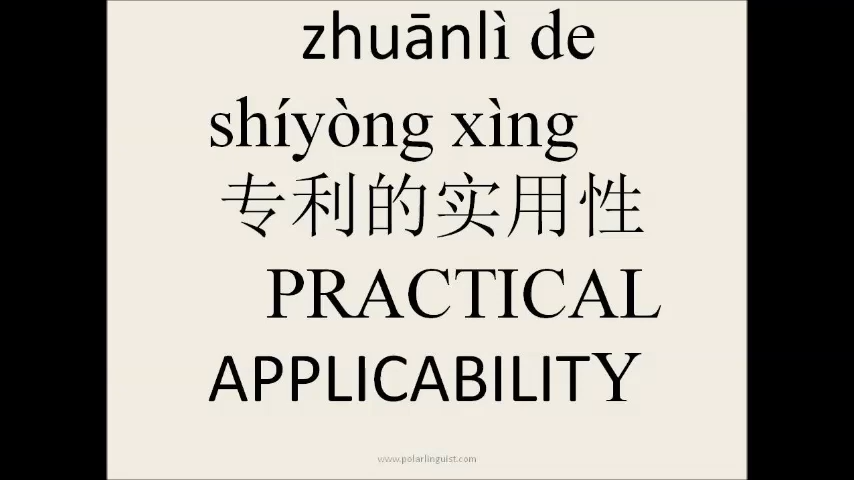 zhuānlì de
shíyòng xìng
专利的实用性
PRACTICAL
APPLICABILITY
www.polarlinguist.com